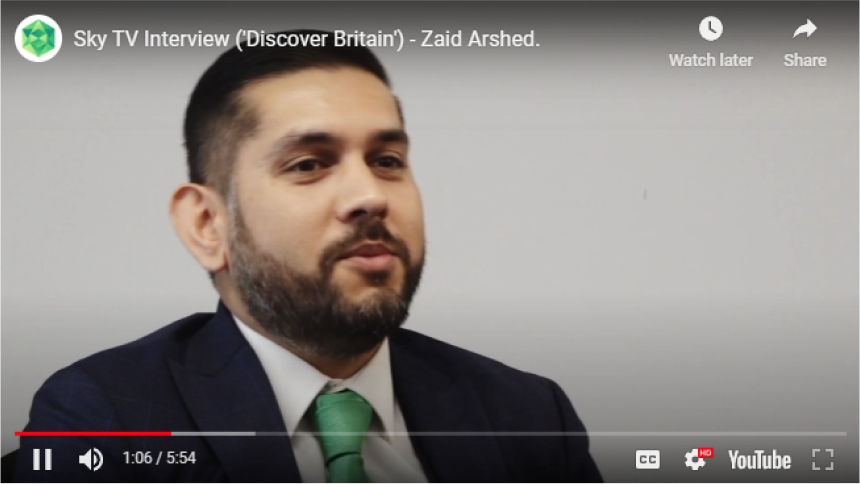 Sky TV Interview ('Discover Britain') - Zaid Arshed.
Watch later
Share
1:06 / 5:54
CC
HD
YouTube